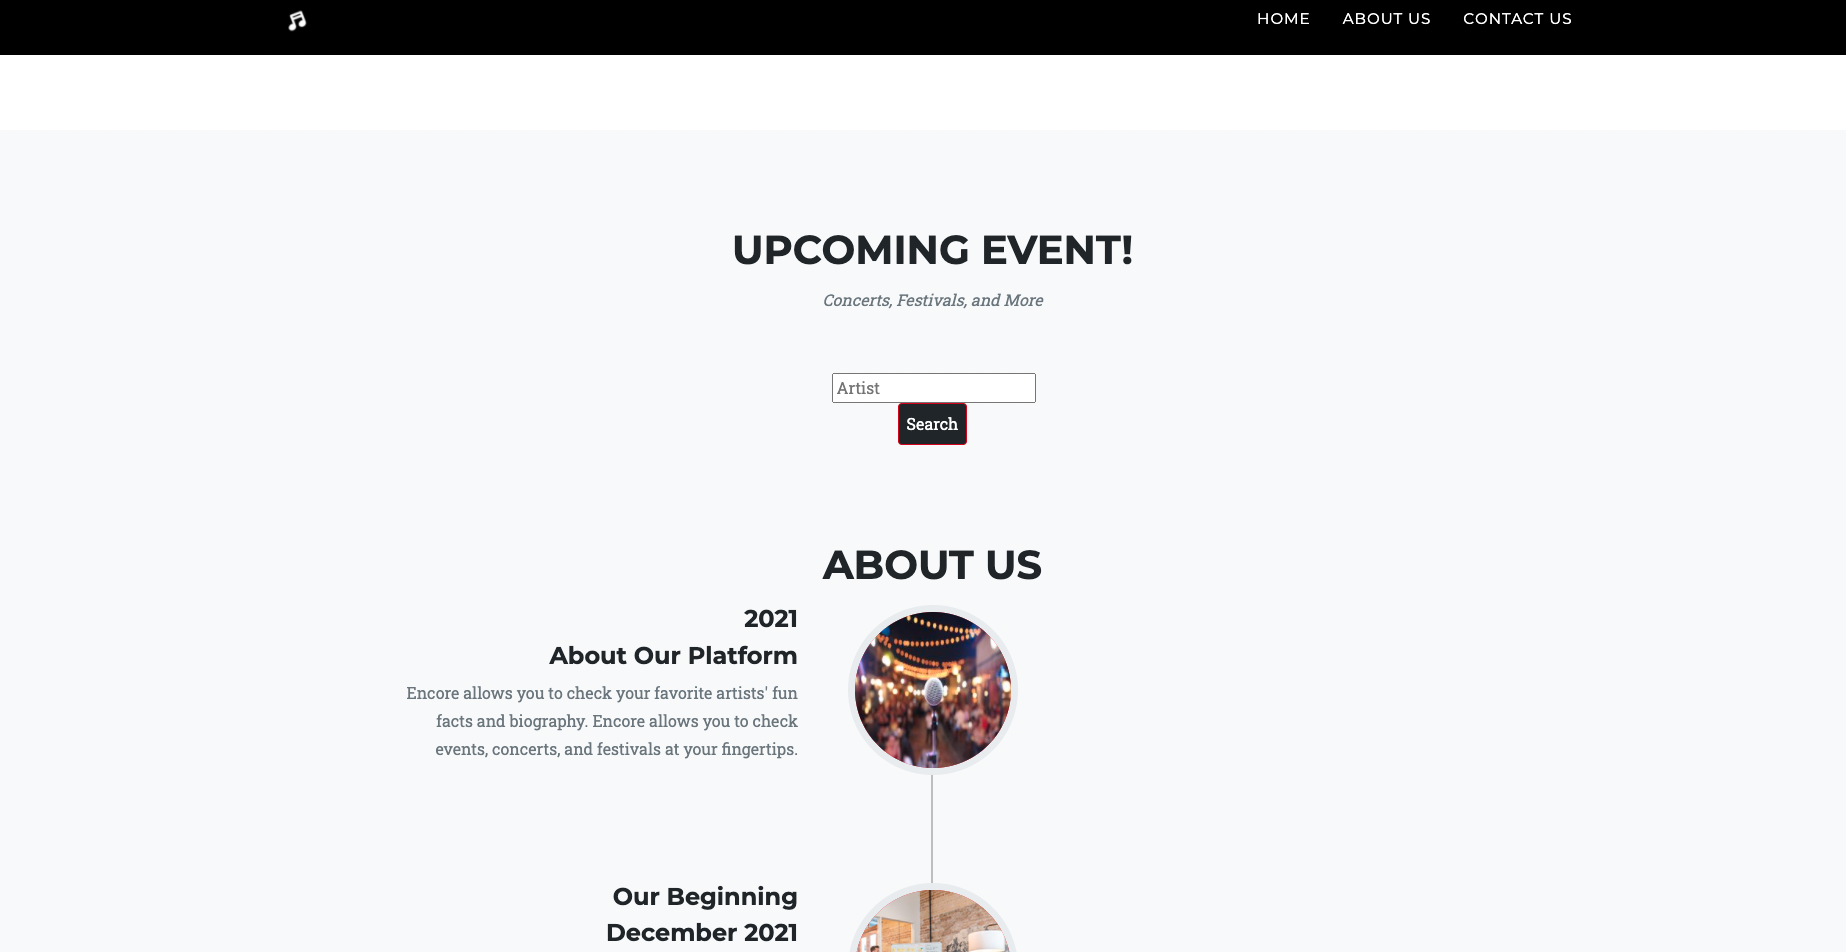 HOME ABOUT US CONTACT US
UPCOMING EVENT!
Concerts, Festivals, and More
Artist
Search
ABOUT US
2021
About Our Platform
Encore allows you to check your favorite artists' fun
facts and biography. Encore allows you to check
events, concerts, and festivals at your fingertips.
Our Beginning
December 2021